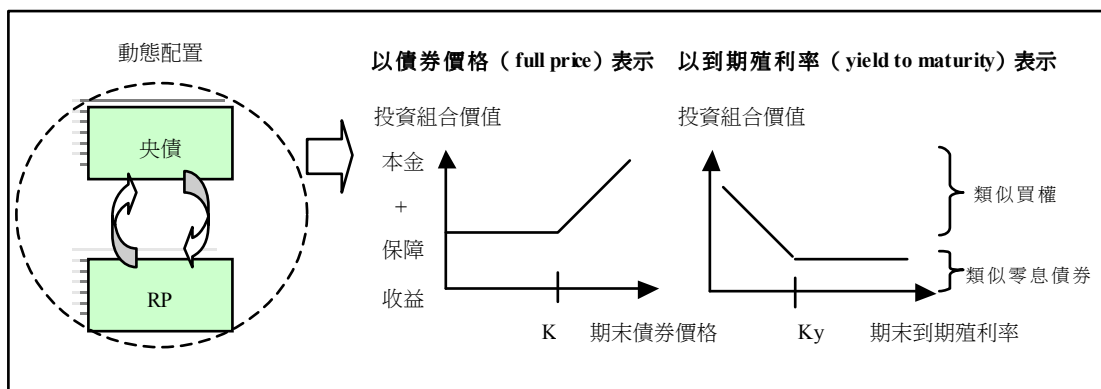 動態配置
央債
RP
以債券價格（full price）表示
投資組合價值
本金
+
保障
收益
K
期末債券價格
以到期殖利率（yield to maturity）表示
投資組合價值
類似買權
類似零息債券
Ky
期末到期殖利率